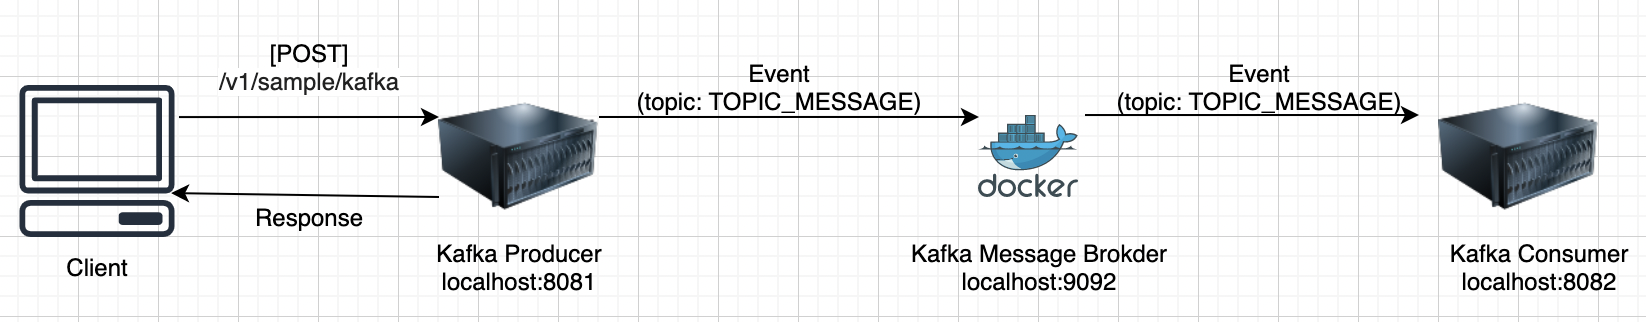 [POST]
/v1/sample/kafka
Event
(topic: TOPIC_MESSAGE)
Event
(topic: TOPIC_MESSAGE)
docker
Response
Client
Kafka Producer
localhost:8081
Kafka Message Brokder
localhost:9092
Kafka Consumer
localhost:8082